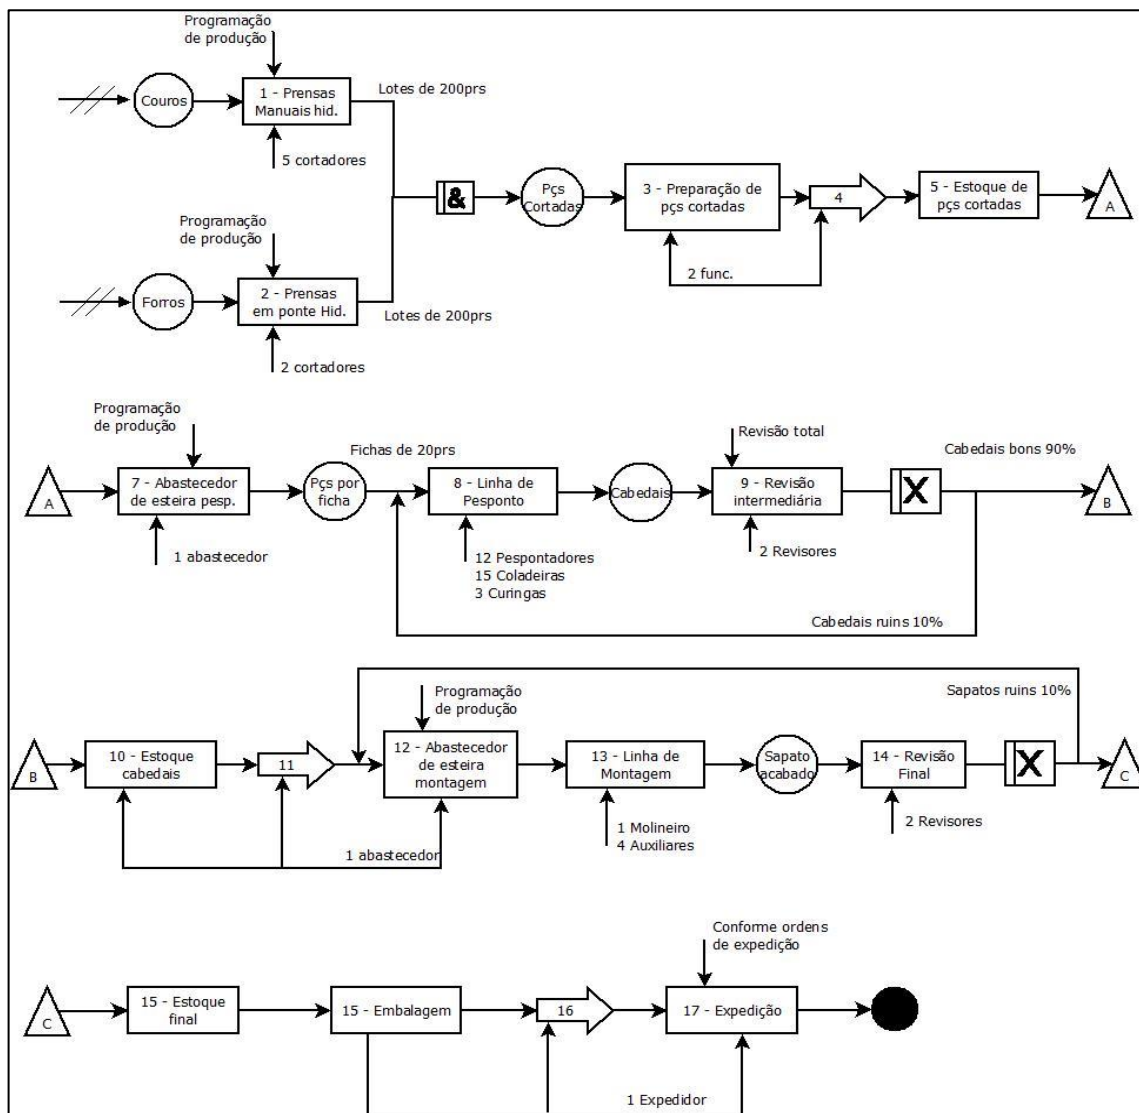 Programação
de produção
Couros
1 - Prensas
Manuais hid.
Lotes de 200prs
5 cortadores
&
Pçs
Cortadas
3 - Preparação de
pçs cortadas
4
5 - Estoque de
pçs cortadas
A
2 func.
Programação
de produção
Forros
2 - Prensas
em ponte Hid.
Lotes de 200prs
2 cortadores
Programação
de produção
A
7 - Abastecedor
de esteira pesp.
1 abastecedor
Fichas de 20prs
Pçs por
ficha
8 - Linha de
Pesponto
12 Pespontadores
15 Coladeiras
3 Curingas
Cabedais
Revisão total
9 - Revisão
intermediária
2 Revisores
X
Cabedais bons 90%
B
Cabedais ruins 10%
Sapatos ruins 10%
B
10 - Estoque
cabedais
11
Programação
de produção
12 - Abastecedor
de esteira
montagem
1 abastecedor
13 - Linha de
Montagem
1 Molineiro
4 Auxiliares
Sapato
acabado
14 - Revisão
Final
2 Revisores
X
C
C
15 - Estoque
final
15 - Embalagem
16
Conforme ordens
de expedição
17 - Expedição
1 Expedidor